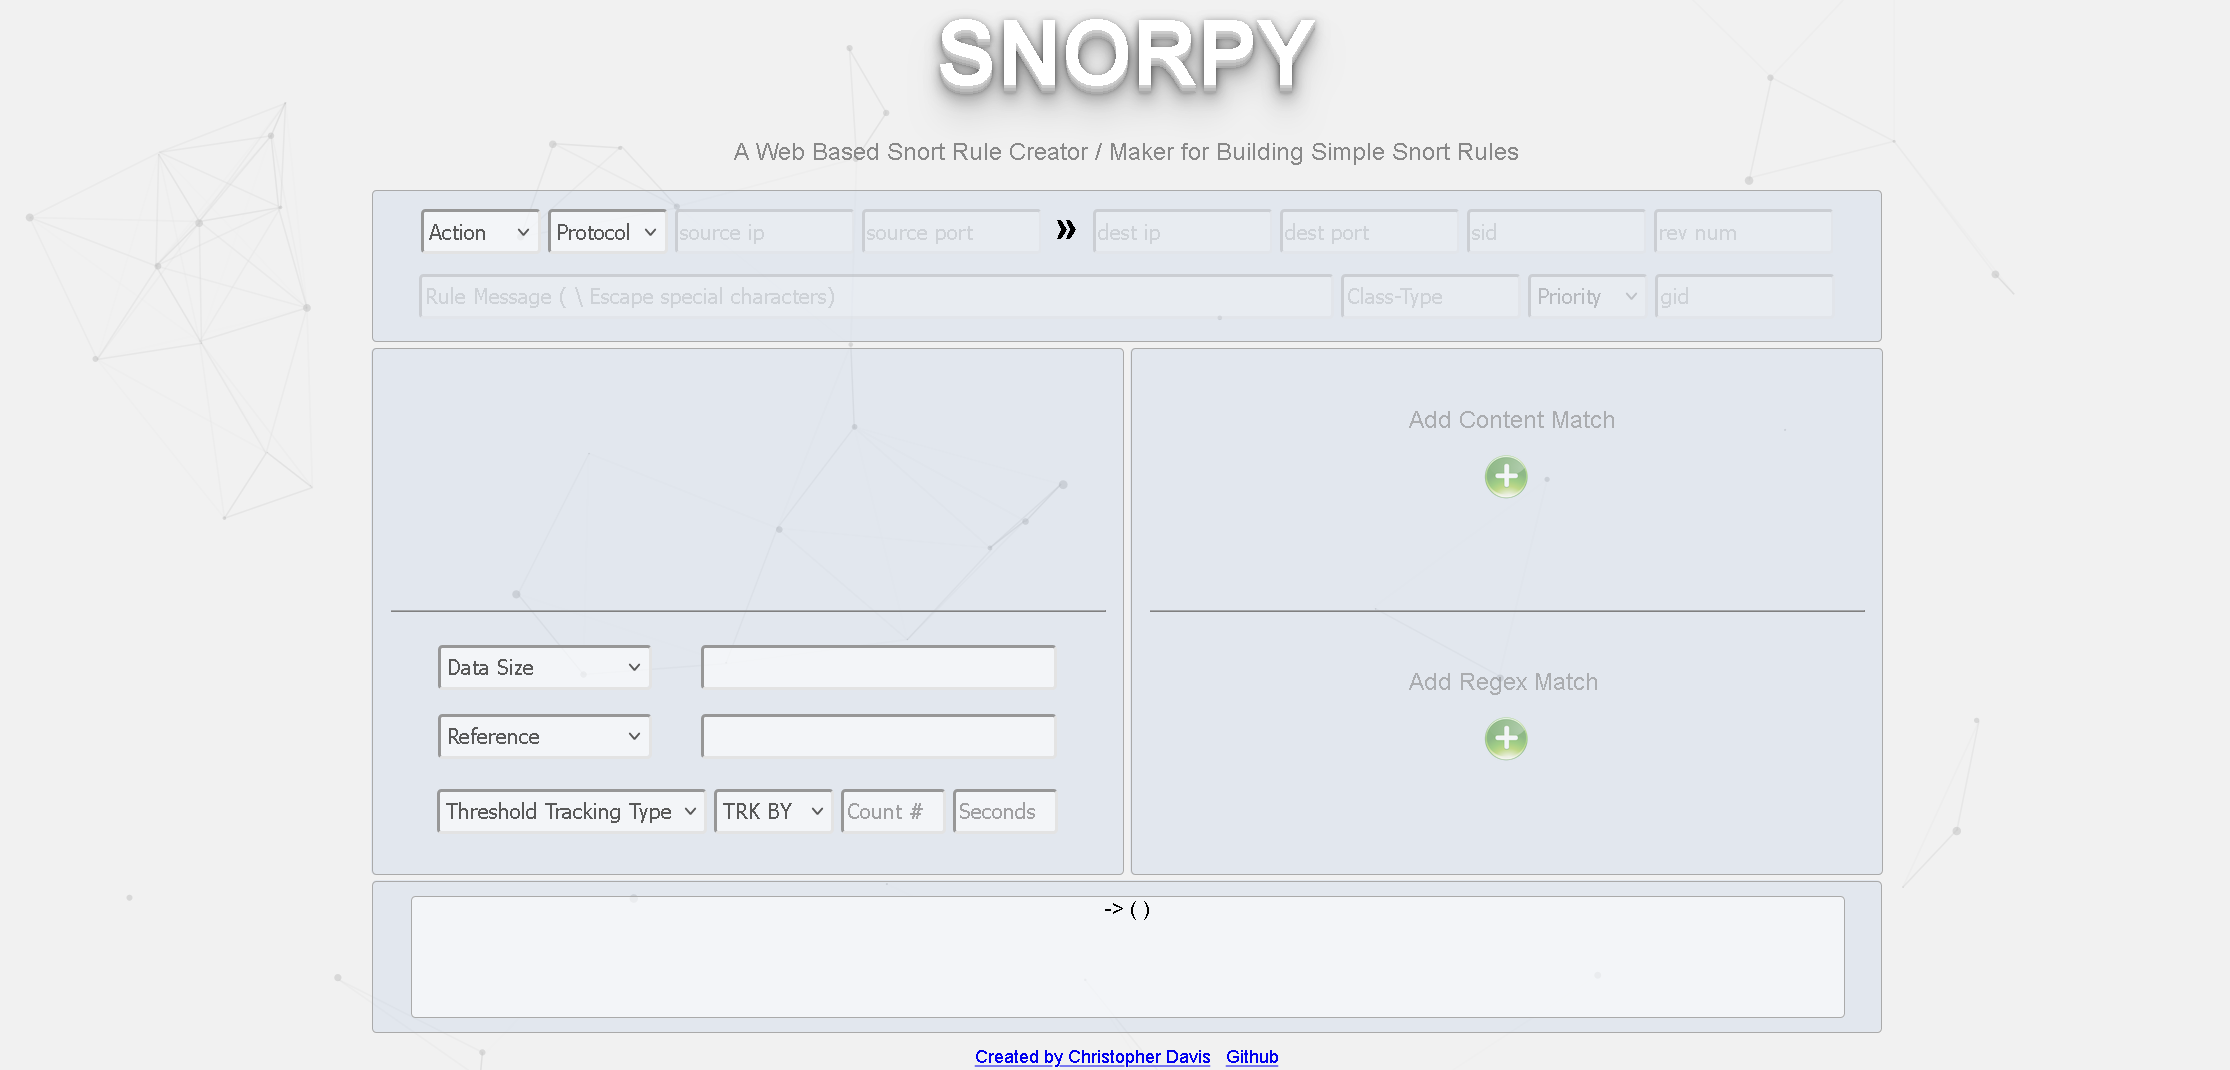 SNORPY
A Web Based Snort Rule Creator / Maker for Building Simple Snort Rules
Action Protocol source ip source port » dest ip dest port sid rev num
Rule Message ( \ Escape special characters) Class-Type Priority gid
Add Content Match
Data Size
Reference
Threshold Tracking Type TRK BY Count # Seconds
Add Regex Match
-> ( )
Created by Christopher Davis Github